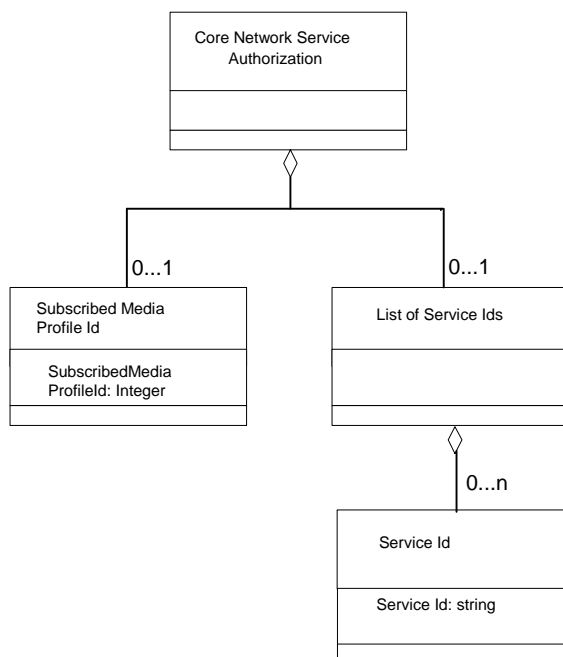 Core Network Service
Authorization
0...1
0...1
Subscribed Media
Profile Id
SubscribedMedia
ProfileId: Integer
List of Service Ids
0...n
Service Id
Service Id: string